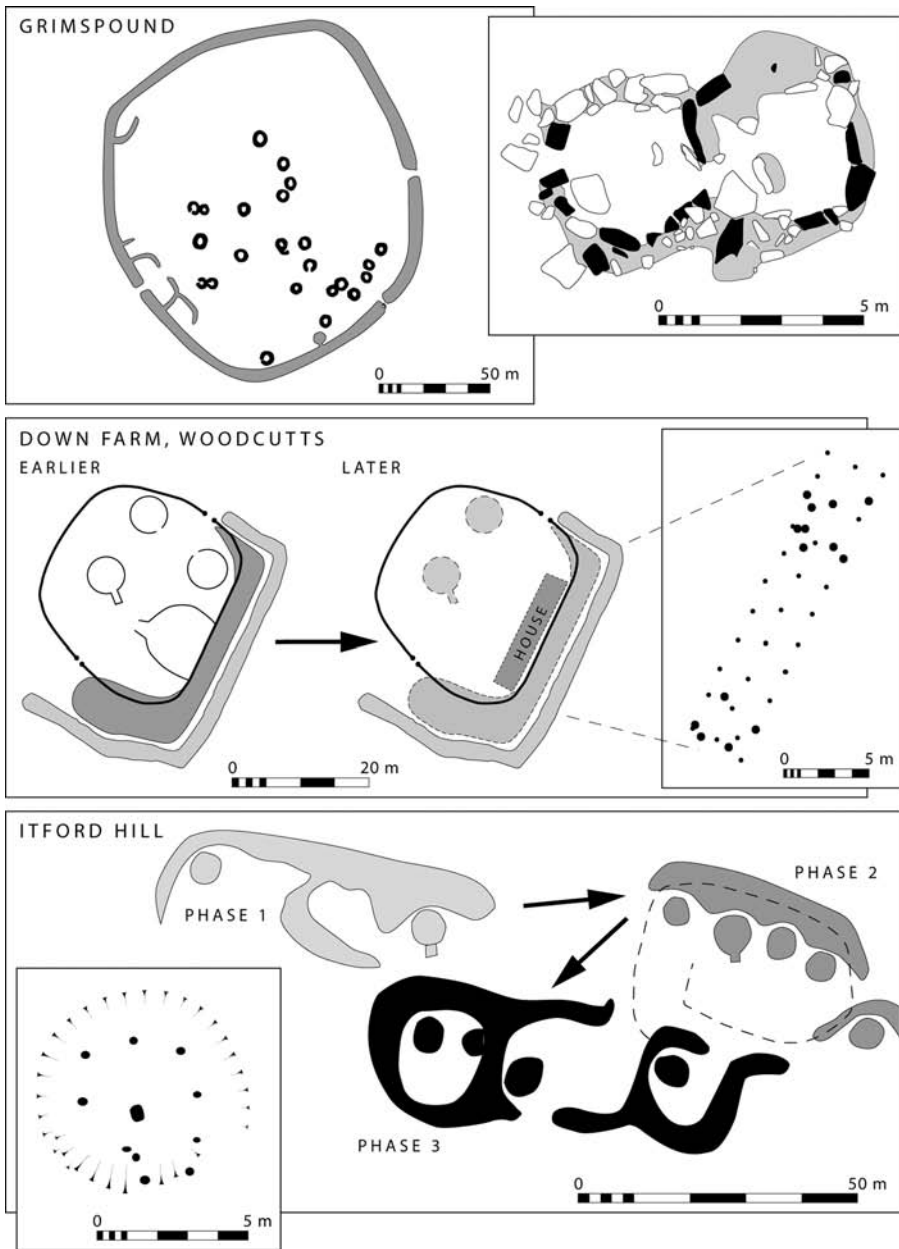 GRIMSPOUND
0 50 m
0 5 m
DOWN FARM, WOODCUTTS
EARLIER
LATER
HOUSE
0 20 m
0 5 m
ITFORD HILL
PHASE 1
PHASE 2
PHASE 3
0 50 m
0 5 m